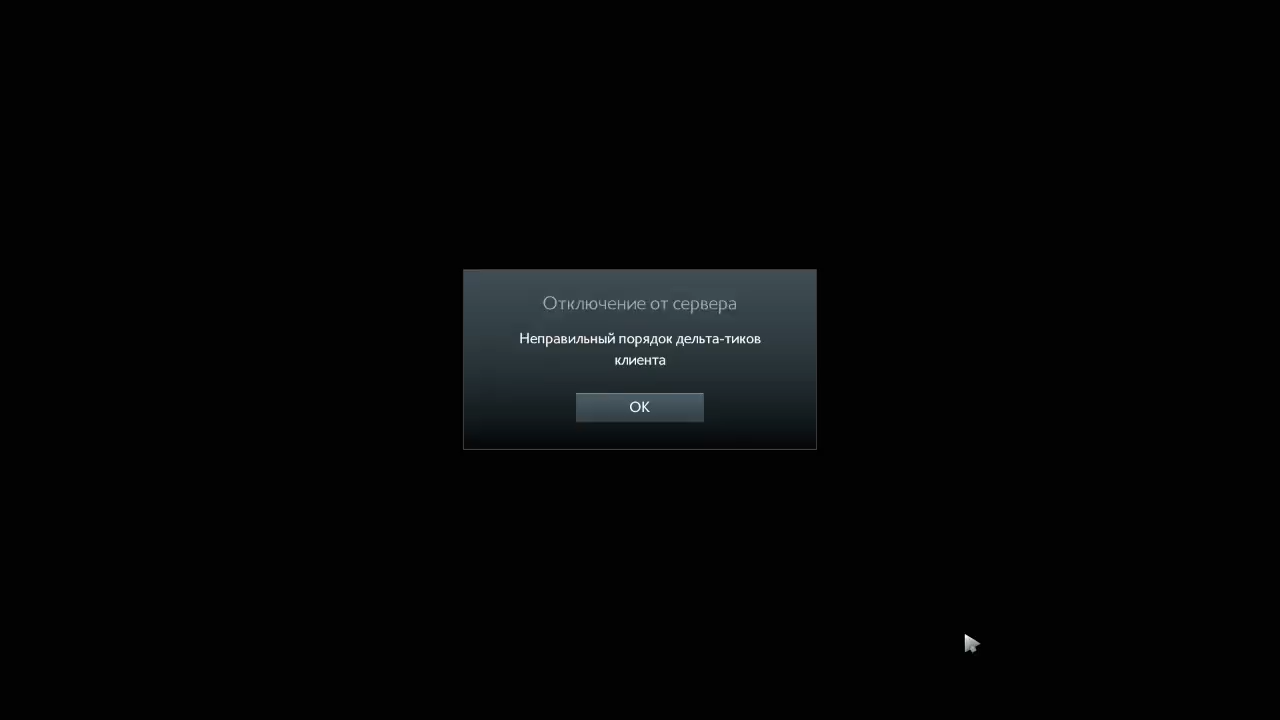 Отключение от сервера
Неправильный порядок дельта-тиков
клиента
OK